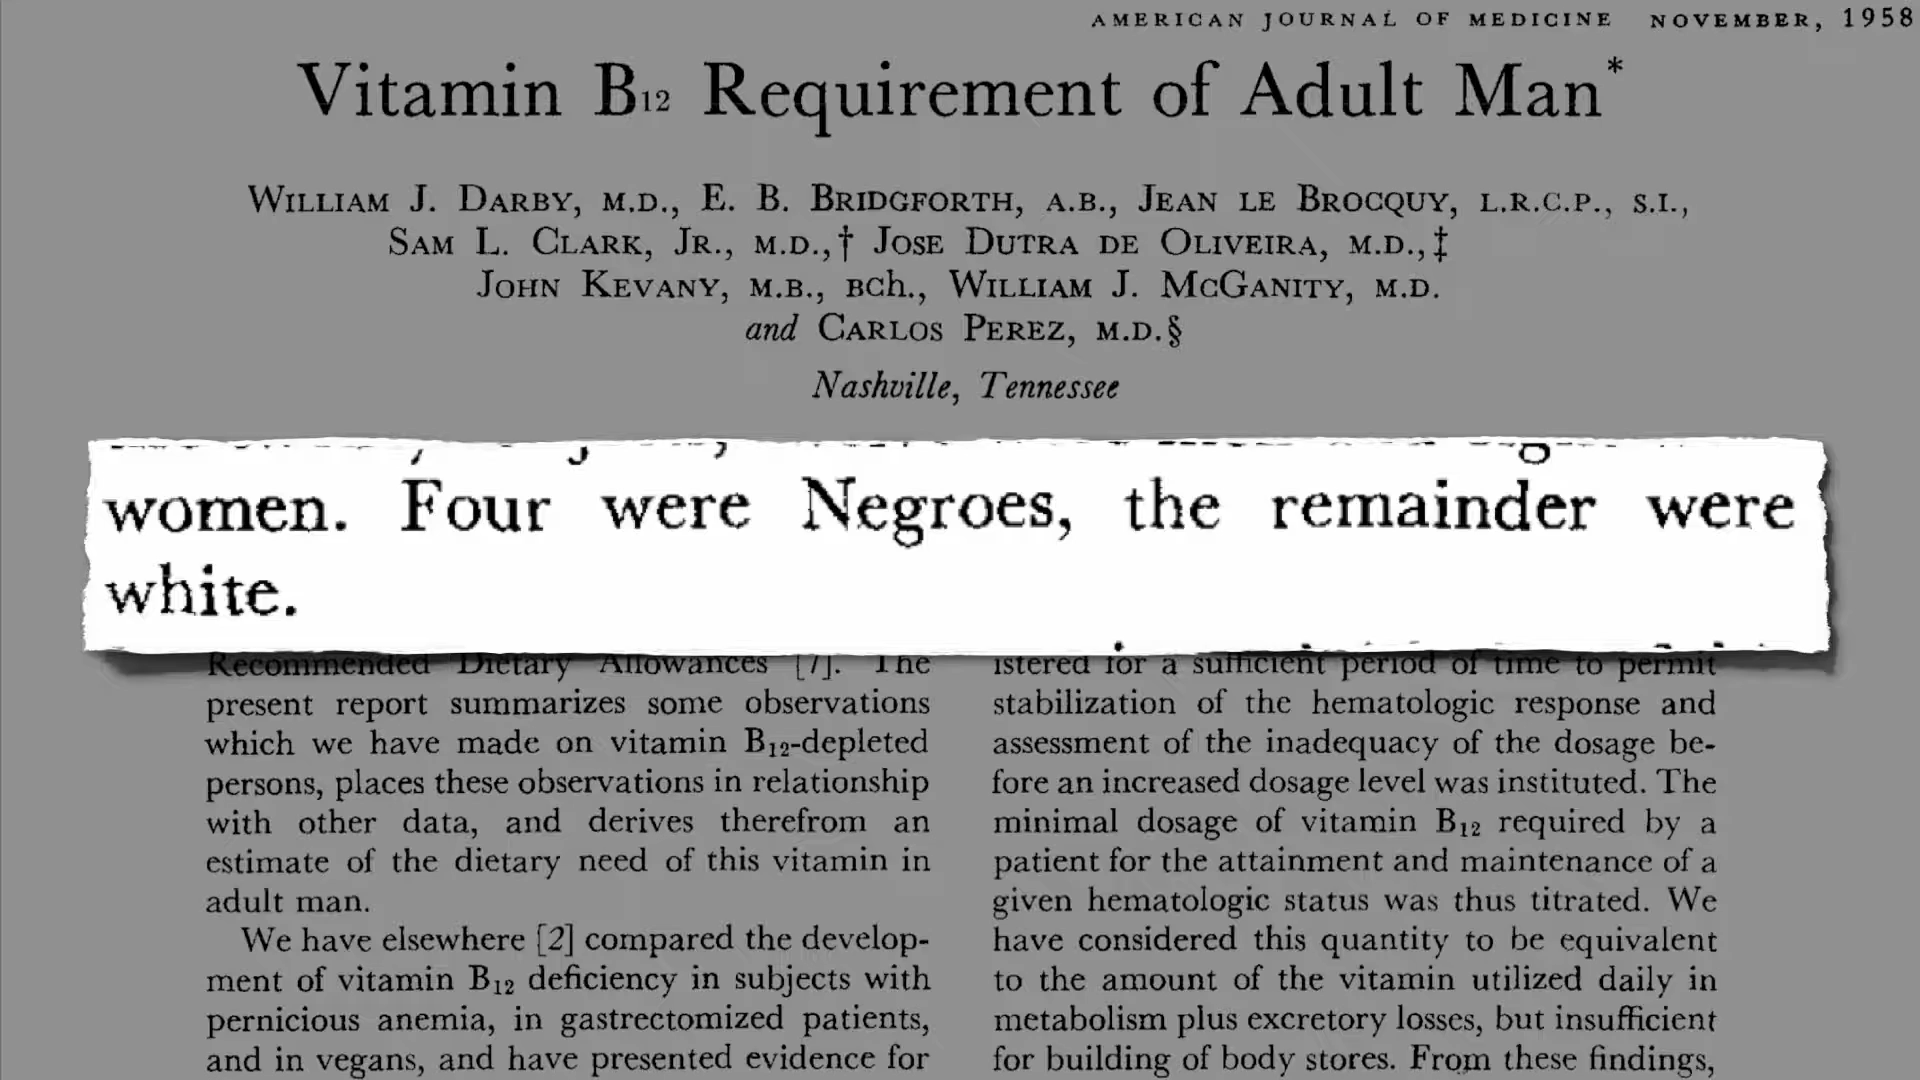 AMERICAN JOURNAL OF MEDICINE NOVEMBER, 1958
Vitamin B12 Requirement of Adult Man*
WILLIAM J. DARBY, M.D., E. B. BRIDGFORTH, A.B., JEAN LE BROCQUY, L.R.C.P., S.I.,
SAM L. CLARK, JR., M.D.,† JOSE DUTRA DE OLIVEIRA, M.D.,‡
JOHN KEVANY, M.B., BCh., WILLIAM J. MCGANITY, M.D.
and CARLOS PEREZ, M.D.§
Nashville, Tennessee
women. Four were Negroes, the remainder were
white.
Recommended Dietary Allowances [1]. The
present report summarizes some observations
which we have made on vitamin B12-depleted
persons, places these observations in relationship
with other data, and derives therefrom an
estimate of the dietary need of this vitamin in
adult man.
We have elsewhere [2] compared the develop-
ment of vitamin B12 deficiency in subjects with
pernicious anemia, in gastrectomized patients,
and in vegans, and have presented evidence for
istered for a sufficient period of time to permit
stabilization of the hematologic response and
assessment of the inadequacy of the dosage be-
fore an increased dosage level was instituted. The
minimal dosage of vitamin B12 required by a
patient for the attainment and maintenance of a
given hematologic status was thus titrated. We
have considered this quantity to be equivalent
to the amount of the vitamin utilized daily in
metabolism plus excretory losses, but insufficient
for building of body stores. From these findings,